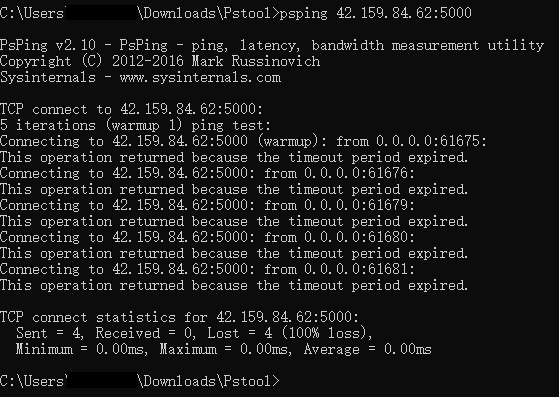 C:\Users\ \Downloads\Pstool>psping 42.159.84.62:5000
PsPing v2.10 - PsPing - ping, latency, bandwidth measurement utility
Copyright (C) 2012-2016 Mark Russinovich
Sysinternals - www.sysinternals.com
TCP connect to 42.159.84.62:5000:
5 iterations (warmup 1) ping test:
Connecting to 42.159.84.62:5000 (warmup): from 0.0.0.0:61675:
This operation returned because the timeout period expired.
Connecting to 42.159.84.62:5000: from 0.0.0.0:61676:
This operation returned because the timeout period expired.
Connecting to 42.159.84.62:5000: from 0.0.0.0:61679:
This operation returned because the timeout period expired.
Connecting to 42.159.84.62:5000: from 0.0.0.0:61680:
This operation returned because the timeout period expired.
Connecting to 42.159.84.62:5000: from 0.0.0.0:61681:
This operation returned because the timeout period expired.
TCP connect statistics for 42.159.84.62:5000:
Sent = 4, Received = 0, Lost = 4 (100% loss),
Minimum = 0.00ms, Maximum = 0.00ms, Average = 0.00ms
C:\Users\ \Downloads\Pstool>